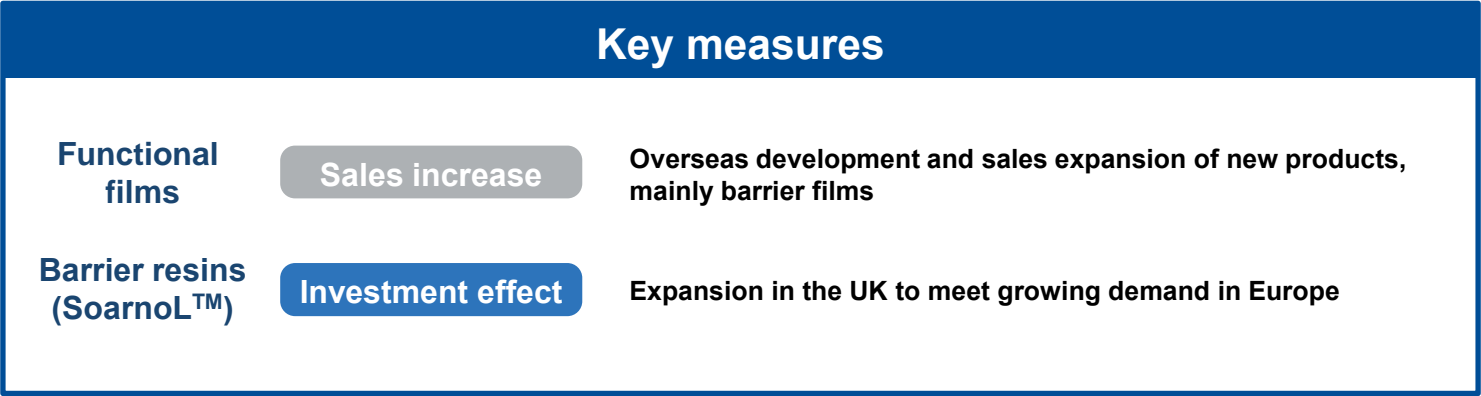 Key measures
Functional
films
Sales increase
Overseas development and sales expansion of new products,
mainly barrier films
Barrier resins
(SoarnoL™)
Investment effect
Expansion in the UK to meet growing demand in Europe